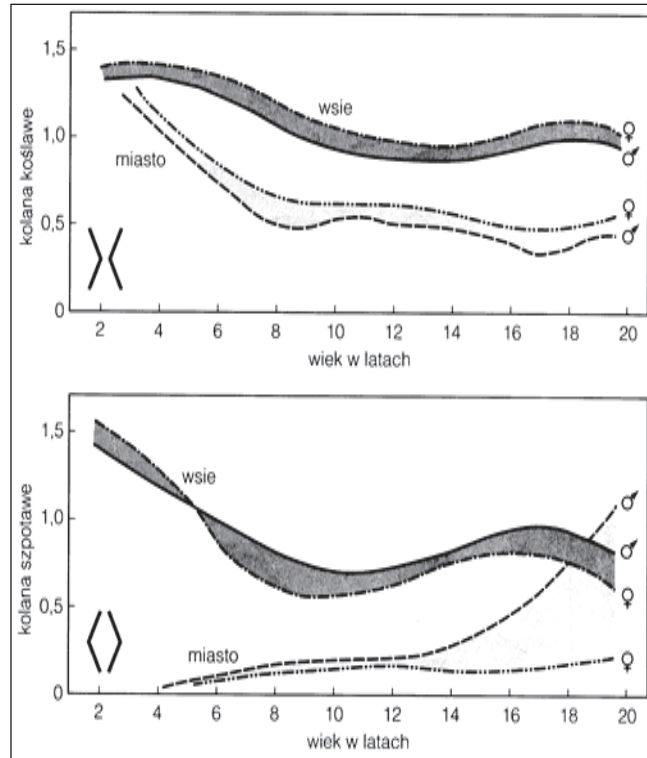 1,5
1,0
0,5
0
kolana koślawe
wsie
miasto
♀
♂
♀
♂
2 4 6 8 10 12 14 16 18 20
wiek w latach
1,5
1,0
0,5
0
kolana szpotawe
wsie
miasto
♂
♂
♀
♀
2 4 6 8 10 12 14 16 18 20
wiek w latach